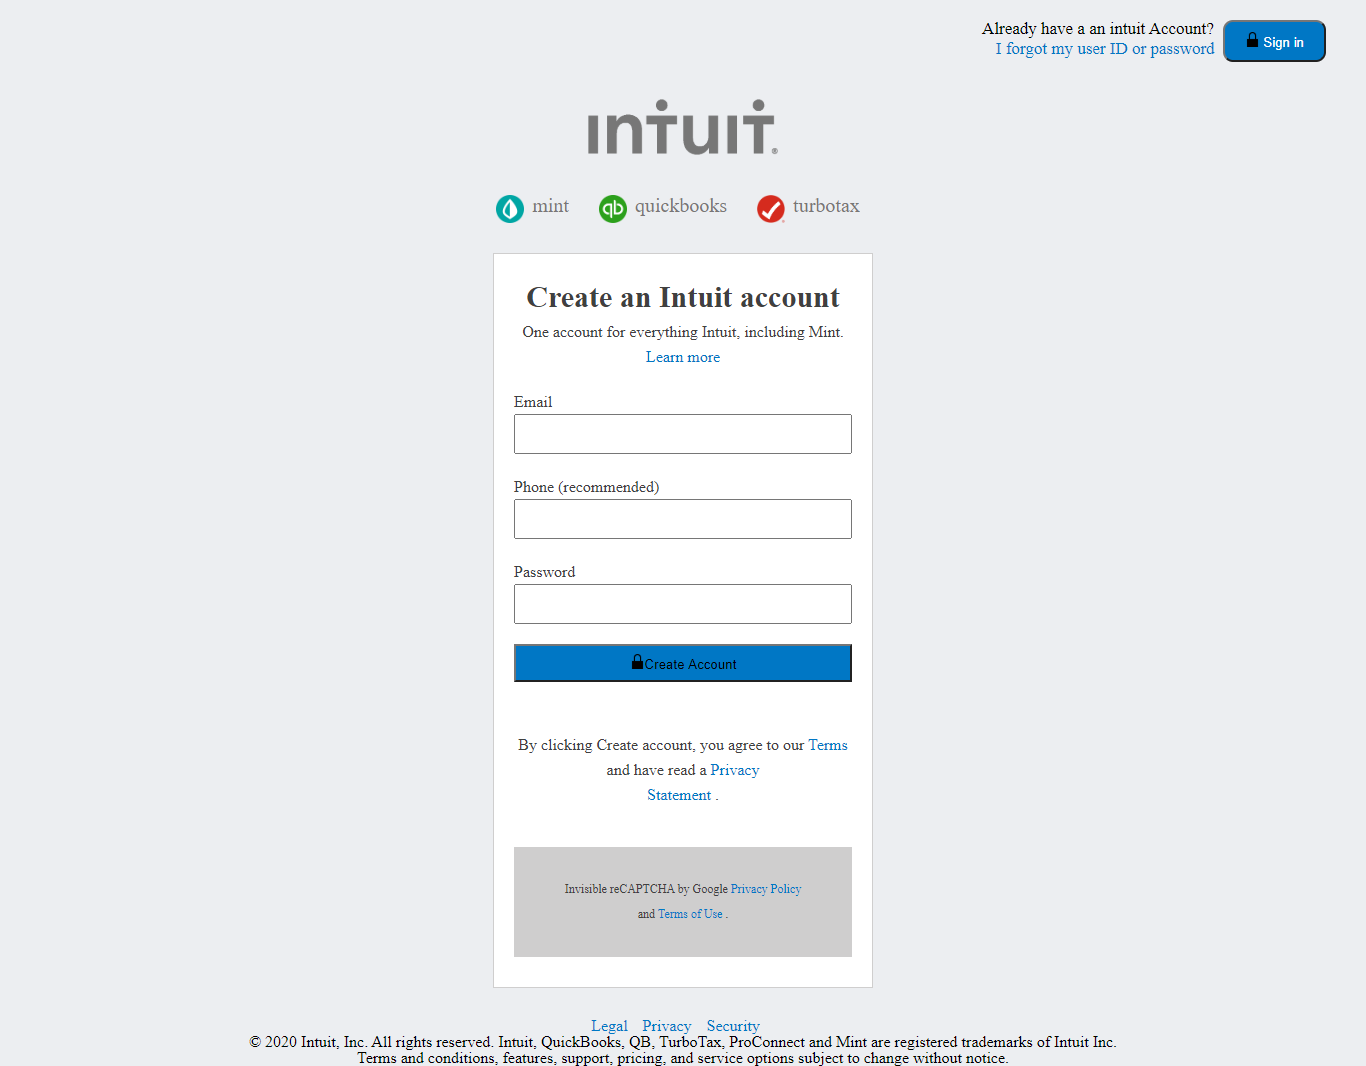 Already have a an intuit Account?
I forgot my user ID or password
Sign in
intuit®
mint quickbooks turbotax
Create an Intuit account
One account for everything Intuit, including Mint.
Learn more
Email
Phone (recommended)
Password
Create Account
By clicking Create account, you agree to our Terms
and have read a Privacy
Statement .
Invisible reCAPTCHA by Google Privacy Policy
and Terms of Use .
Legal Privacy Security
© 2020 Intuit, Inc. All rights reserved. Intuit, QuickBooks, QB, TurboTax, ProConnect and Mint are registered trademarks of Intuit Inc.
Terms and conditions, features, support, pricing, and service options subject to change without notice.